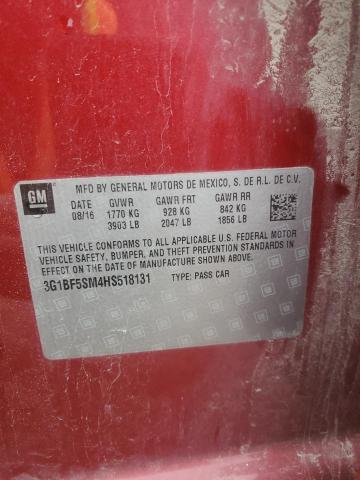 GM
MFD BY GENERAL MOTORS DE MEXICO, S. DE R.L. DE C.V.
DATE GVWR GAWR FRT GAWR RR
08/16 1770 KG 928 KG 842 KG
3903 LB 2047 LB 1856 LB
THIS VEHICLE CONFORMS TO ALL APPLICABLE U.S. FEDERAL MOTOR
VEHICLE SAFETY, BUMPER, AND THEFT PREVENTION STANDARDS IN
EFFECT ON THE DATE OF MANUFACTURE SHOWN ABOVE.
3G1BF5SM4HS518131 TYPE: PASS CAR